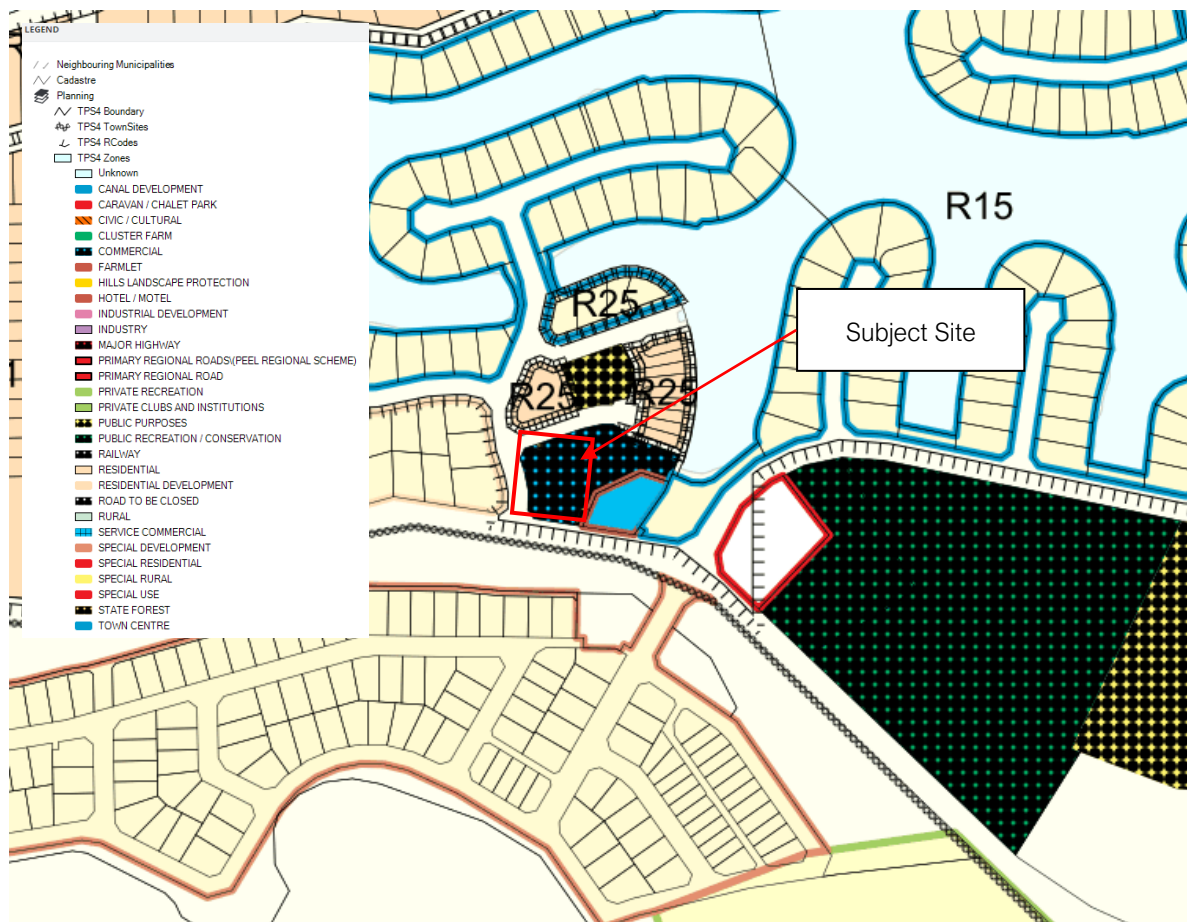 LEGEND
Neighbouring Municipalities
Cadastre
Planning
TPS4 Boundary
TPS4 TownSites
TPS4 RCodes
TPS4 Zones
Unknown
CANAL DEVELOPMENT
CARAVAN / CHALET PARK
CIVIC / CULTURAL
CLUSTER FARM
COMMERCIAL
FARMLET
HILLS LANDSCAPE PROTECTION
HOTEL / MOTEL
INDUSTRIAL DEVELOPMENT
INDUSTRY
MAJOR HIGHWAY
PRIMARY REGIONAL ROADS\(PEEL REGIONAL SCHEME)
PRIMARY REGIONAL ROAD
PRIVATE RECREATION
PRIVATE CLUBS AND INSTITUTIONS
PUBLIC PURPOSES
PUBLIC RECREATION / CONSERVATION
RAILWAY
RESIDENTIAL
RESIDENTIAL DEVELOPMENT
ROAD TO BE CLOSED
RURAL
SERVICE COMMERCIAL
SPECIAL DEVELOPMENT
SPECIAL RESIDENTIAL
SPECIAL RURAL
SPECIAL USE
STATE FOREST
TOWN CENTRE
R15
R25
Subject Site
R25
R25